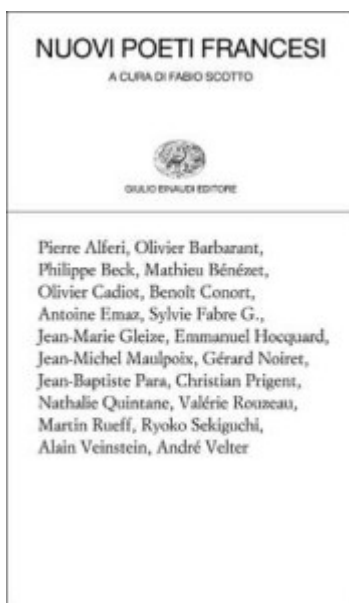 NUOVI POETI FRANCESI
A CURA DI FABIO SCOTTO
GIULIO EINAUDI EDITORE
Pierre Alferi, Olivier Barbarant,
Philippe Beck, Mathieu Bénézet,
Olivier Cadiot, Benoît Conort,
Antoine Emaz, Sylvie Fabre G.,
Jean-Marie Gleize, Emmanuel Hocquard,
Jean-Michel Maulpoix, Gérard Noiret,
Jean-Baptiste Para, Christian Prigent,
Nathalie Quintane, Valérie Rouzeau,
Martin Rueff, Ryoko Sekiguchi,
Alain Veinstein, André Velter